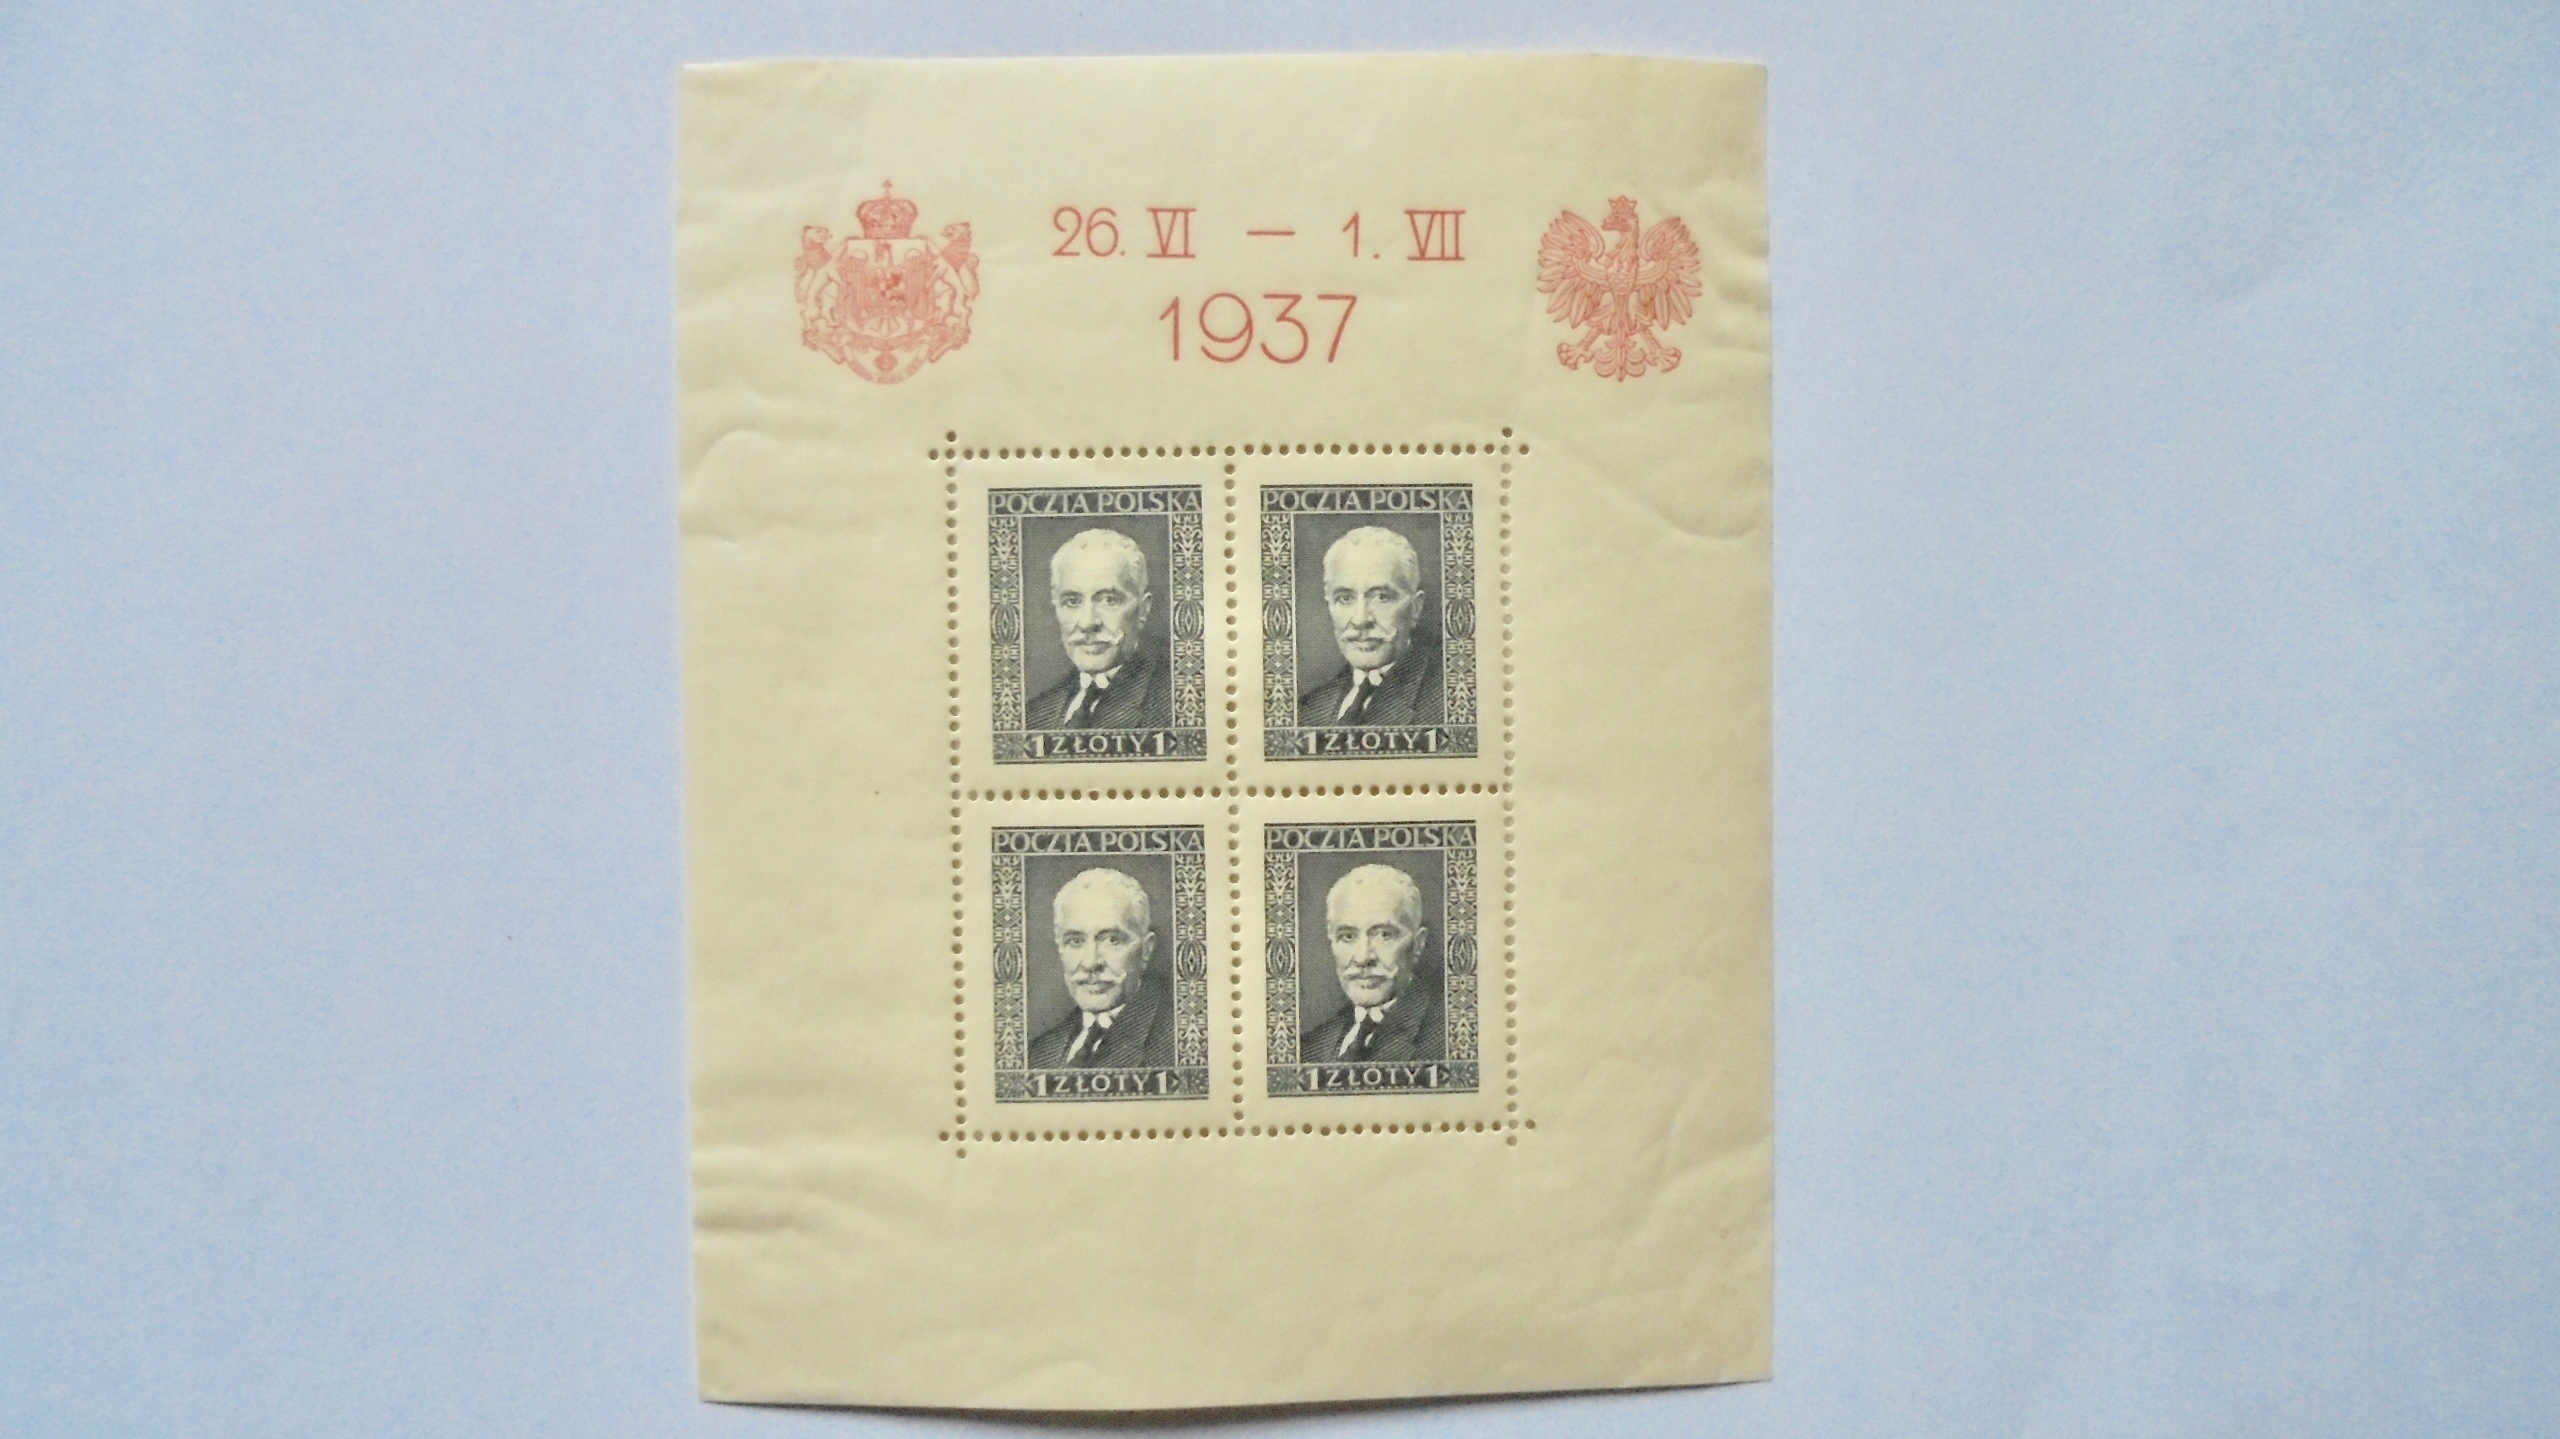 26. VI — 1. VII
1937
POCZTA POLSKA
1 ZŁOTY 1
POCZTA POLSKA
1 ZŁOTY 1
POCZTA POLSKA
1 ZŁOTY 1
POCZTA POLSKA
1 ZŁOTY 1